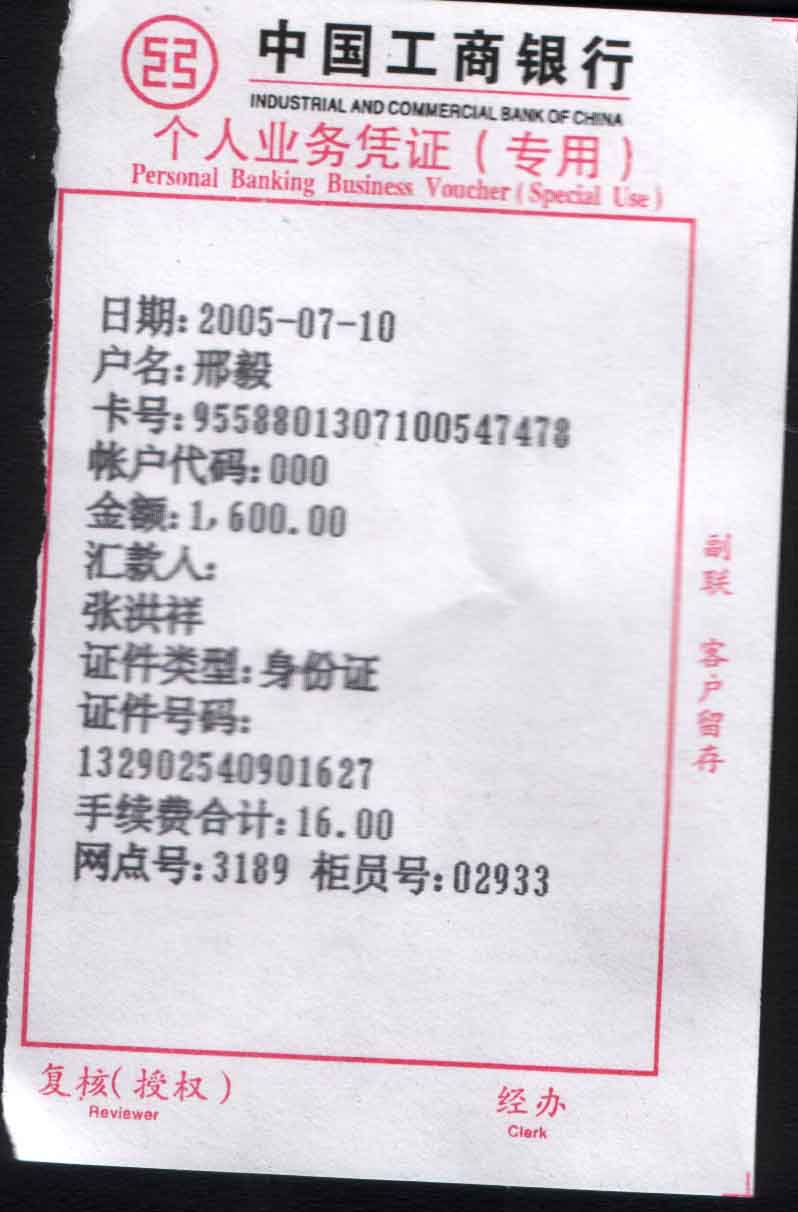 中国工商银行
INDUSTRIAL AND COMMERCIAL BANK OF CHINA
个人业务凭证(专用)
Personal Banking Business Voucher(Special Use)
日期:2005-07-10
户名:邢毅
卡号:9558801307100547478
帐户代码:000
金额:1,600.00
汇款人:
张洪祥
证件类型:身份证
证件号码:
132902540901627
手续费合计:16.00
网点号:3189 柜员号:02933
副联 客户留存
复核(授权)
Reviewer
经办
Clerk